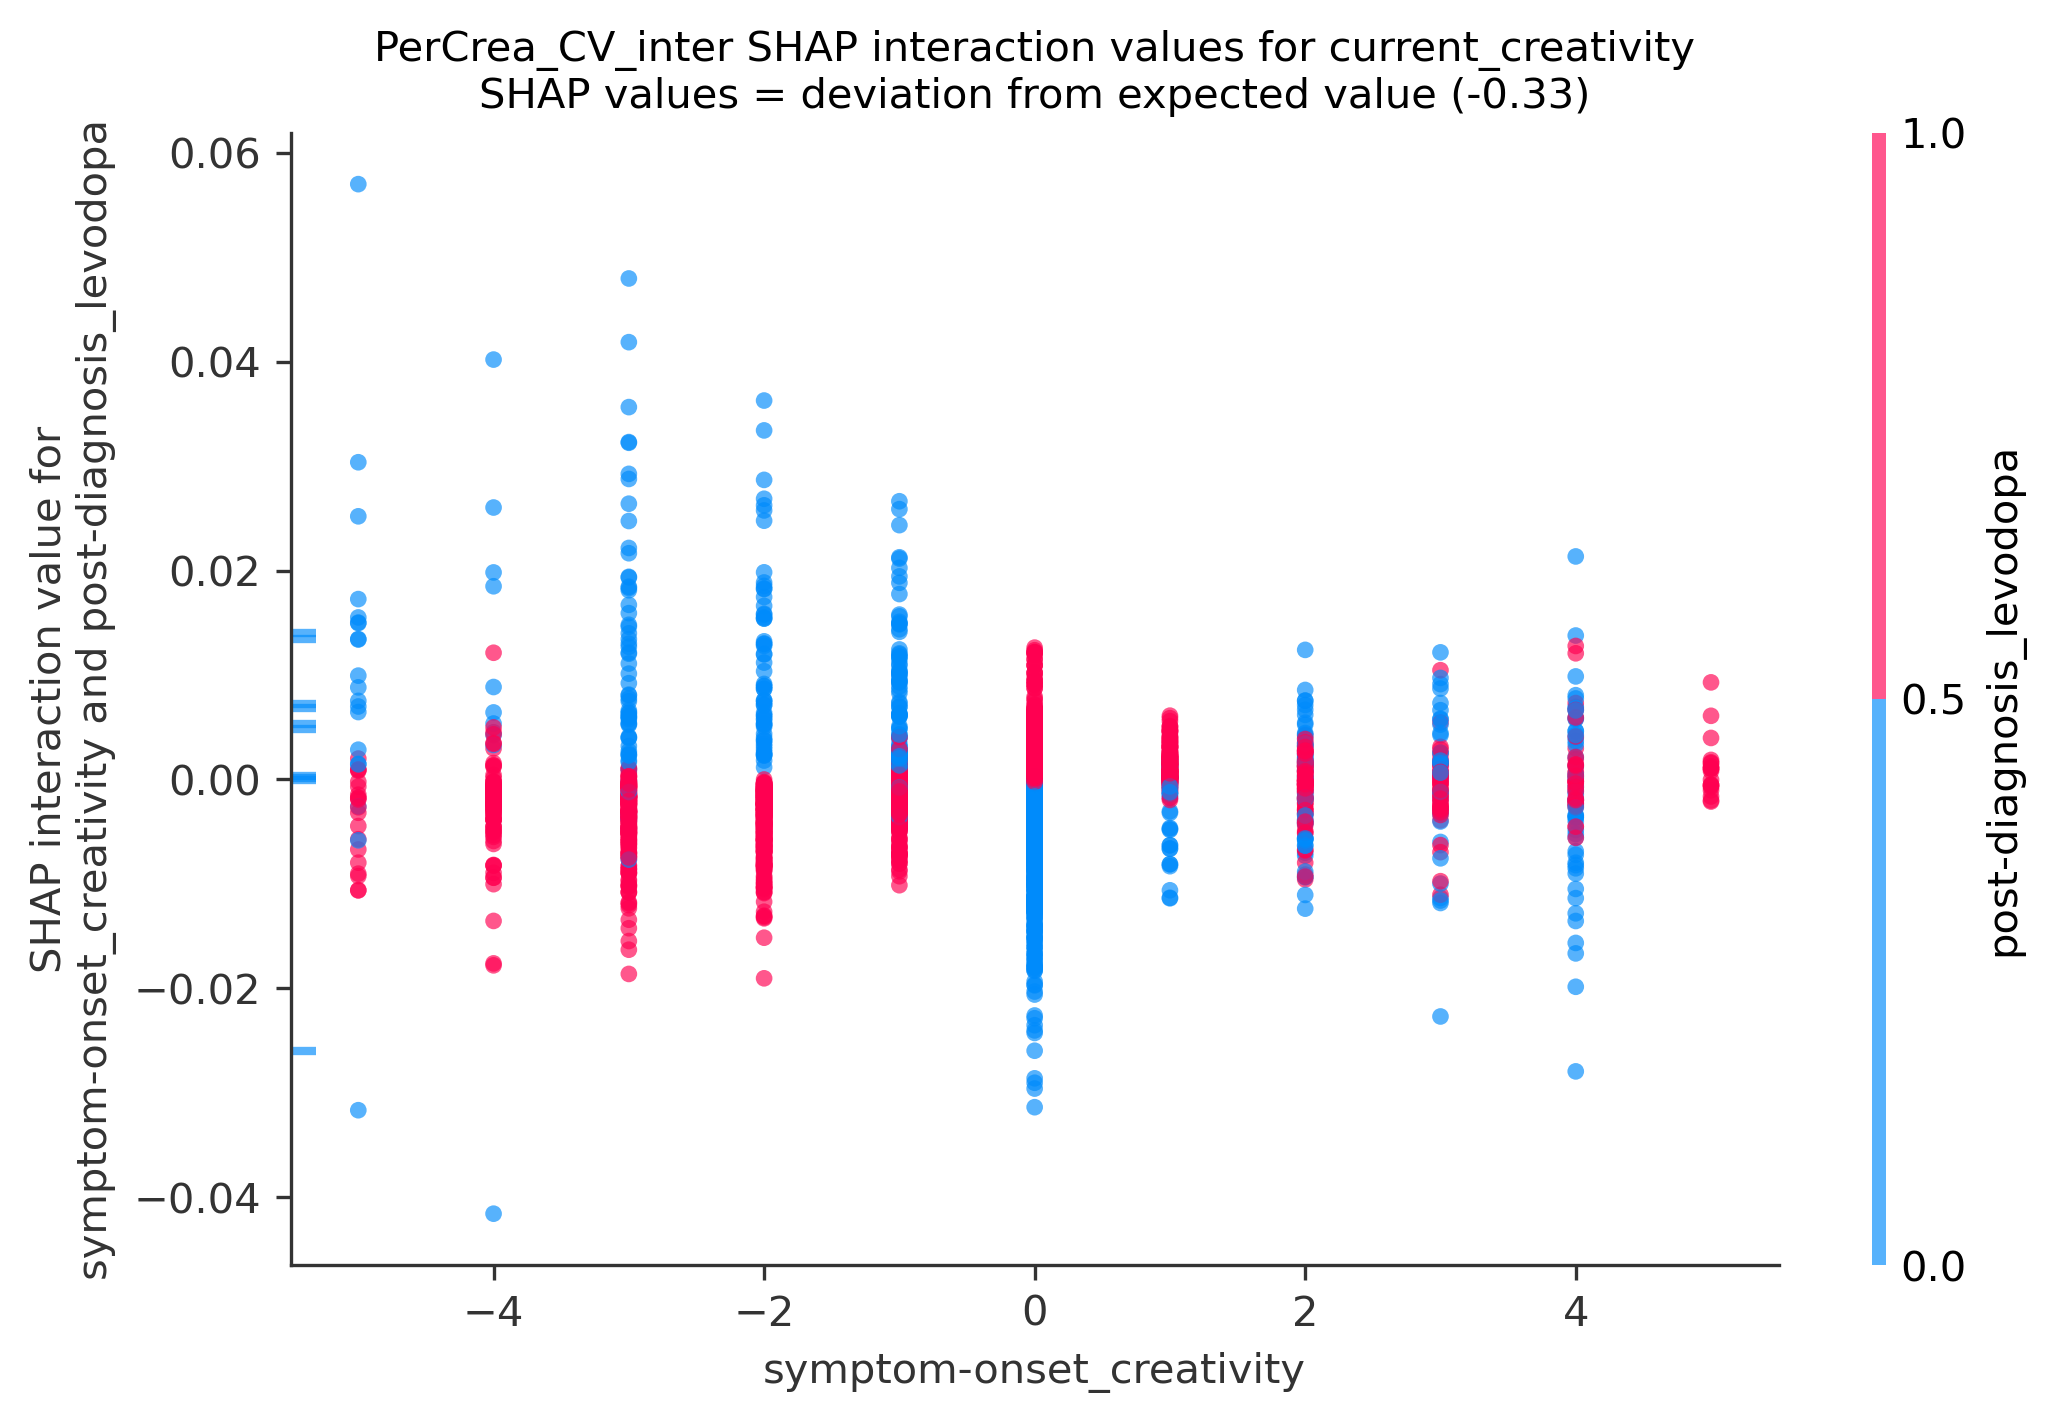 PerCrea_CV_inter SHAP interaction values for current_creativity
SHAP values = deviation from expected value (-0.33)
SHAP interaction value for
symptom-onset_creativity and post-diagnosis_levodopa
0.06
0.04
0.02
0.00
−0.02
−0.04
−4
−2
0
2
4
symptom-onset_creativity
1.0
0.5
0.0
post-diagnosis_levodopa